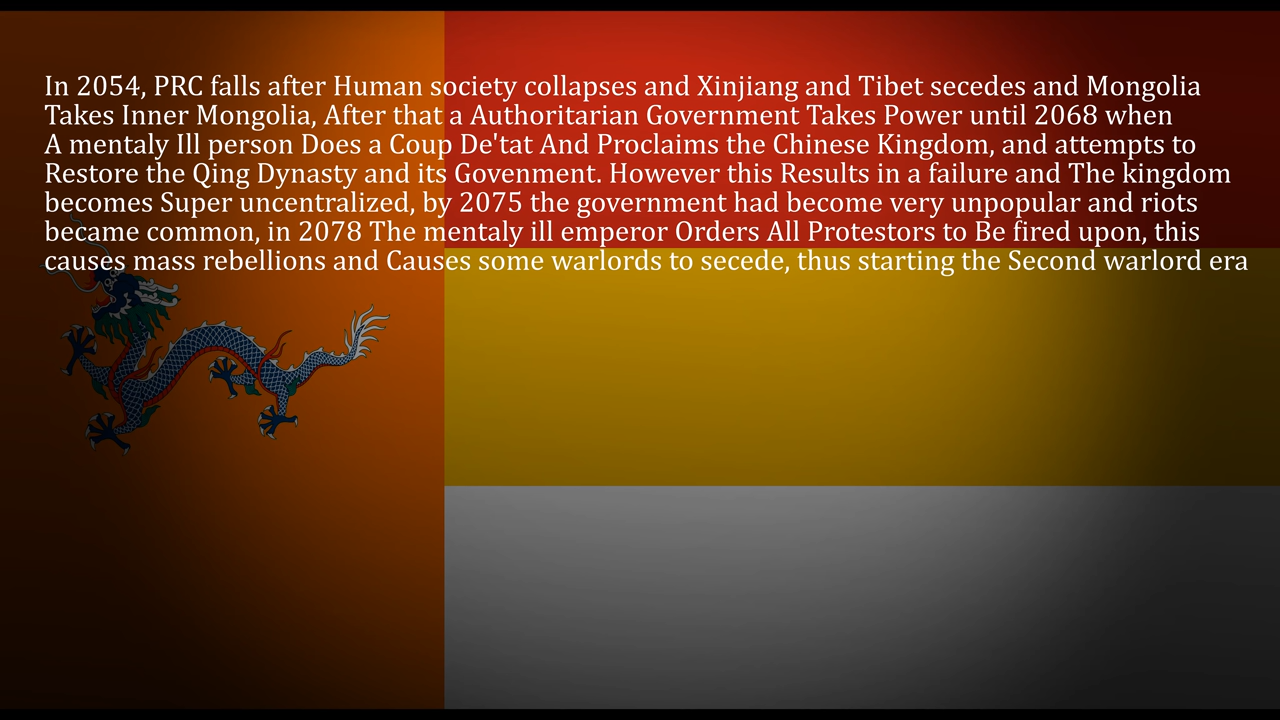 In 2054, PRC falls after Human society collapses and Xinjiang and Tibet secedes and Mongolia
Takes Inner Mongolia, After that a Authoritarian Government Takes Power until 2068 when
A mentaly Ill person Does a Coup De'tat And Proclaims the Chinese Kingdom, and attempts to
Restore the Qing Dynasty and its Govenment. However this Results in a failure and The kingdom
becomes Super uncentralized, by 2075 the government had become very unpopular and riots
became common, in 2078 The mentaly ill emperor Orders All Protestors to Be fired upon, this
causes mass rebellions and Causes some warlords to secede, thus starting the Second warlord era